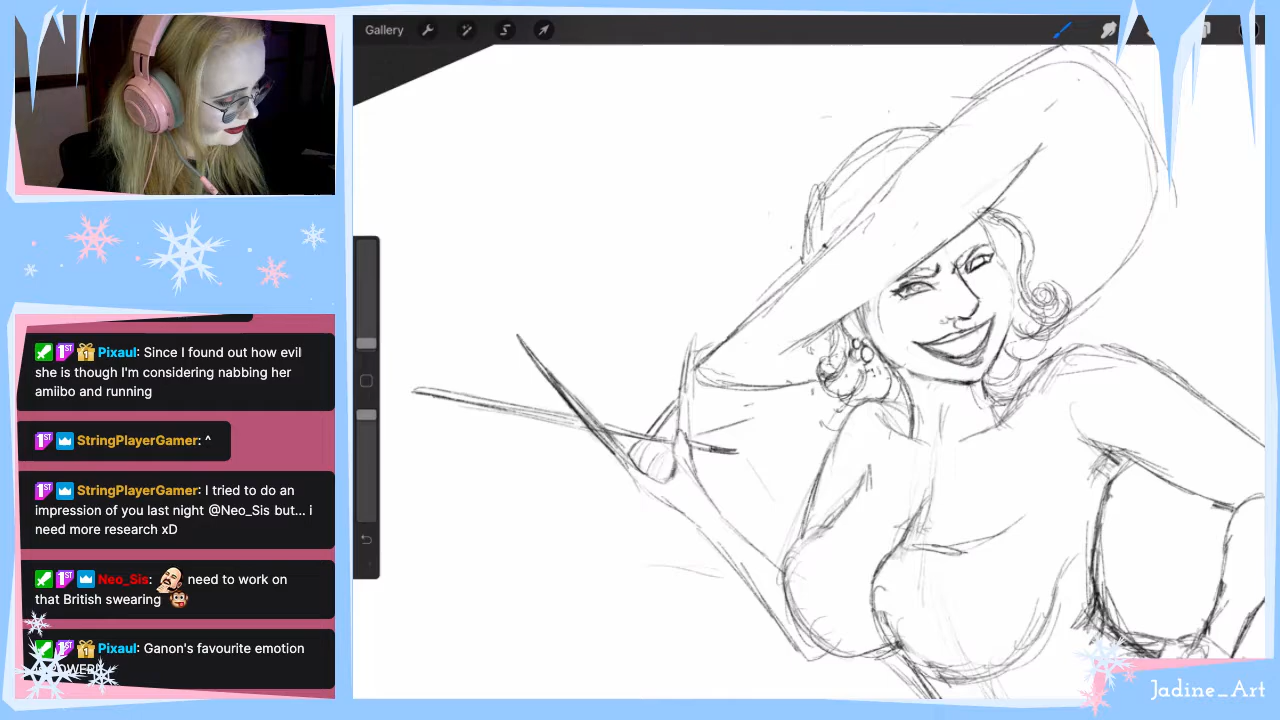 Gallery
Pixaul: Since I found out how evil
she is though I'm considering nabbing her
amiibo and running
StringPlayerGamer: ^
StringPlayerGamer: I tried to do an
impression of you last night @Neo_Sis but... i
need more research xD
Neo_Sis: need to work on
that British swearing
Pixaul: Ganon's favourite emotion
Jadine_Art